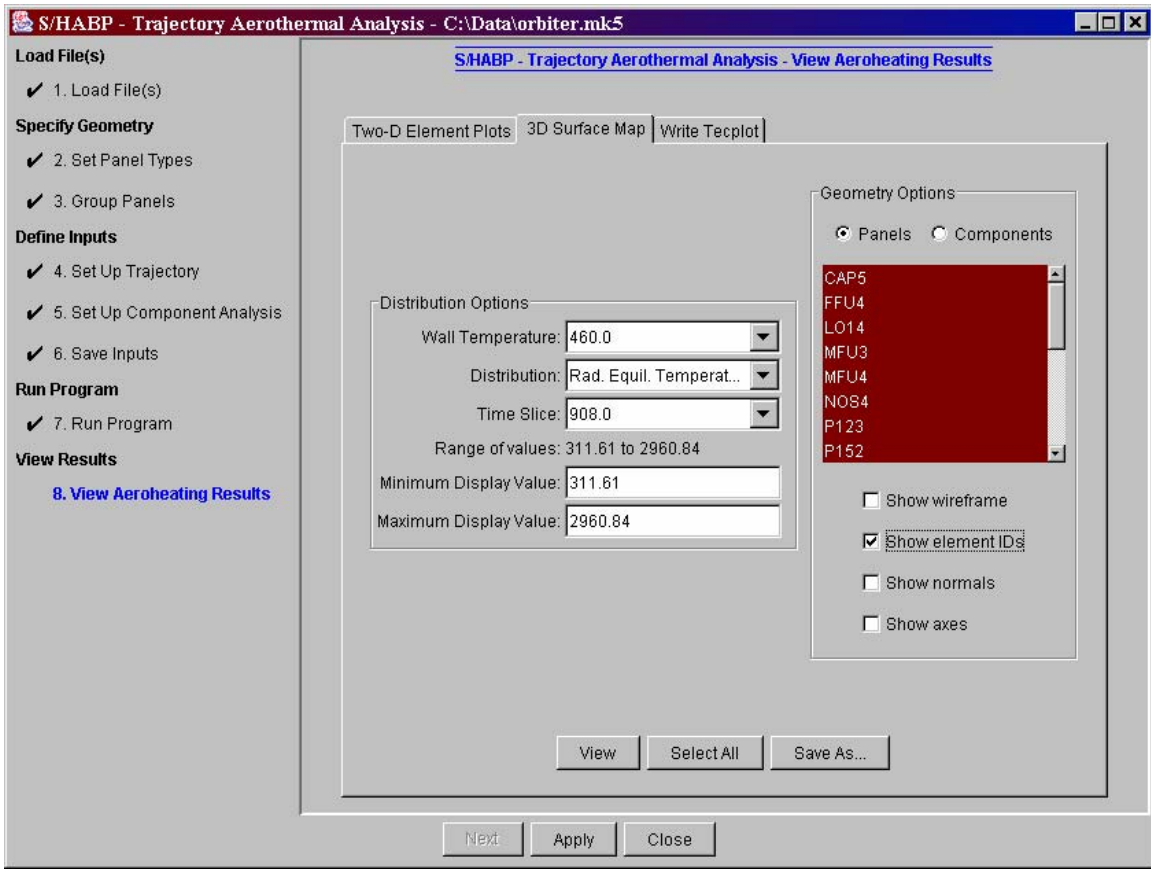 S/HABP - Trajectory Aerothermal Analysis - C:\Data\orbiter.mk5
Load File(s)
1. Load File(s)
Specify Geometry
2. Set Panel Types
3. Group Panels
Define Inputs
4. Set Up Trajectory
5. Set Up Component Analysis
6. Save Inputs
Run Program
7. Run Program
View Results
8. View Aeroheating Results
S/HABP - Trajectory Aerothermal Analysis - View Aeroheating Results
Two-D Element Plots 3D Surface Map Write Tecplot
Distribution Options
Wall Temperature: 460.0
Distribution: Rad. Equil. Temperat...
Time Slice: 908.0
Range of values: 311.61 to 2960.84
Minimum Display Value: 311.61
Maximum Display Value: 2960.84
Geometry Options
Panels Components
CAP5
FFU4
LO14
MFU3
MFU4
NOS4
P123
P152
Show wireframe
Show element IDs
Show normals
Show axes
View Select All Save As...
Next Apply Close